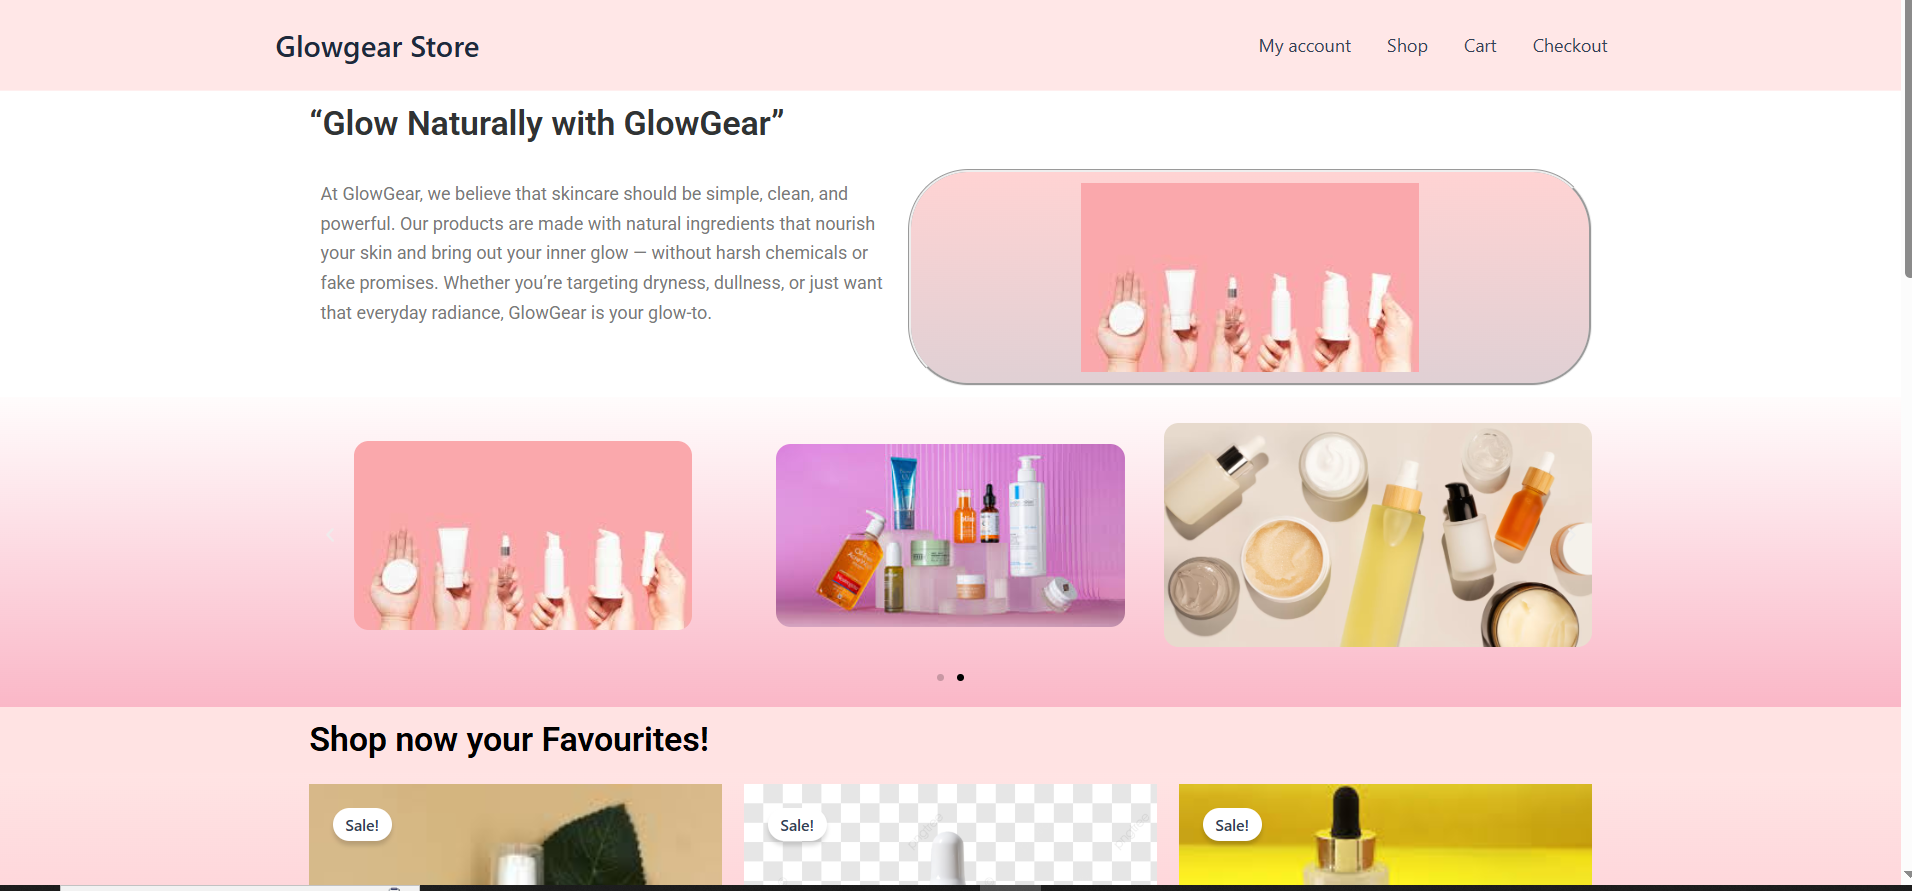 Glowgear Store
My account Shop Cart Checkout
“Glow Naturally with GlowGear”
At GlowGear, we believe that skincare should be simple, clean, and
powerful. Our products are made with natural ingredients that nourish
your skin and bring out your inner glow — without harsh chemicals or
fake promises. Whether you’re targeting dryness, dullness, or just want
that everyday radiance, GlowGear is your glow-to.
Neutrogena
Shop now your Favourites!
Sale!
Sale!
Sale!